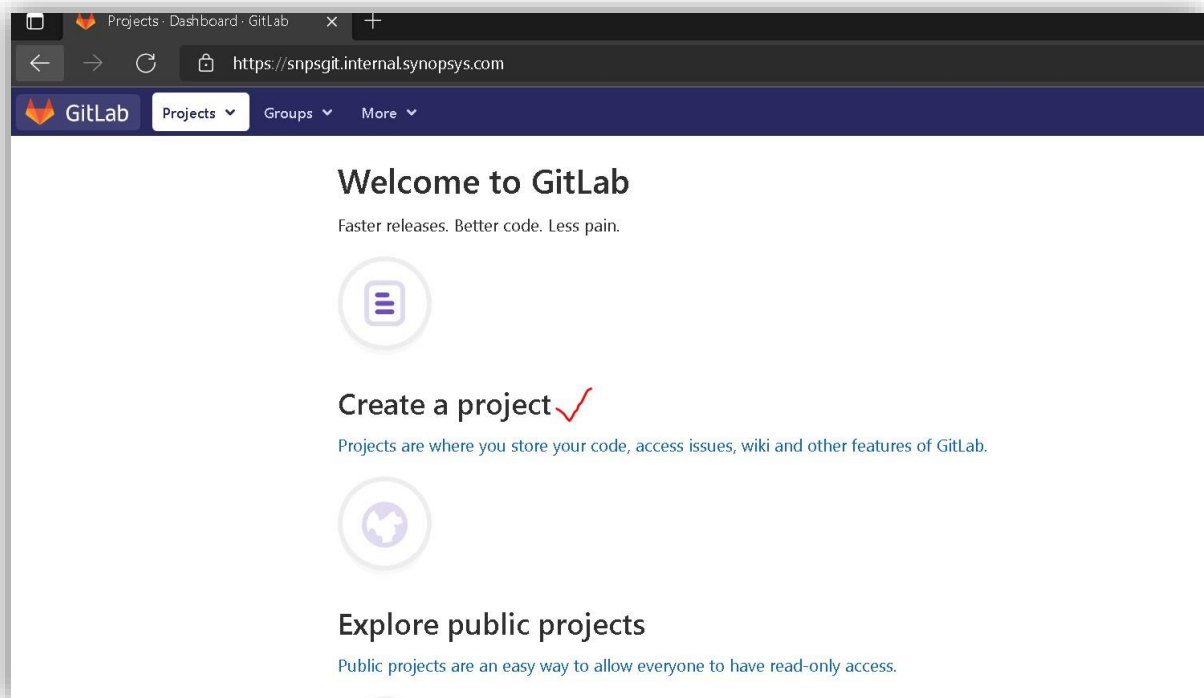 Projects · Dashboard · GitLab
https://snpsgit.internal.synopsys.com
GitLab Projects Groups More
Welcome to GitLab
Faster releases. Better code. Less pain.
Create a project
Projects are where you store your code, access issues, wiki and other features of GitLab.
Explore public projects
Public projects are an easy way to allow everyone to have read-only access.